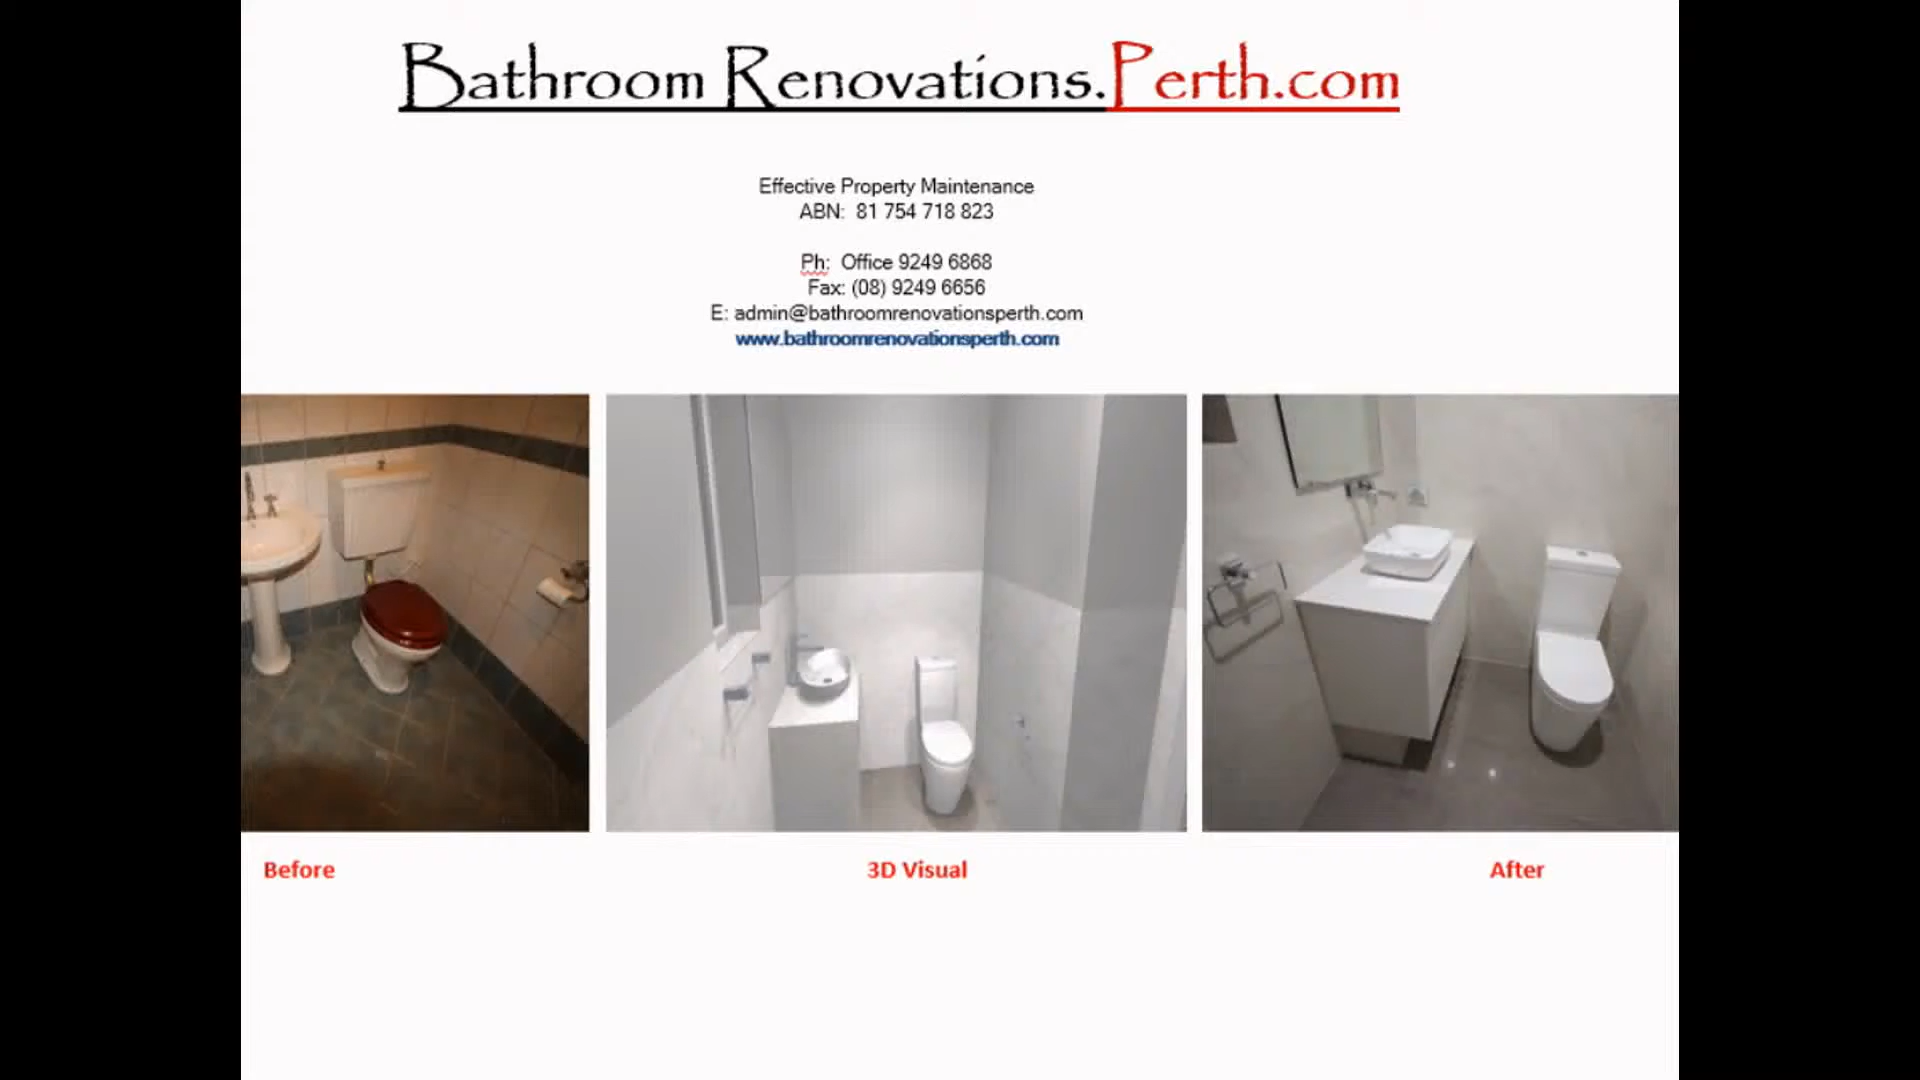 Bathroom Renovations.Perth.com
Effective Property Maintenance
ABN: 81 754 718 823
Ph: Office 9249 6868
Fax: (08) 9249 6656
E: admin@bathroomrenovationsperth.com
www.bathroomrenovationsperth.com
Before
3D Visual
After